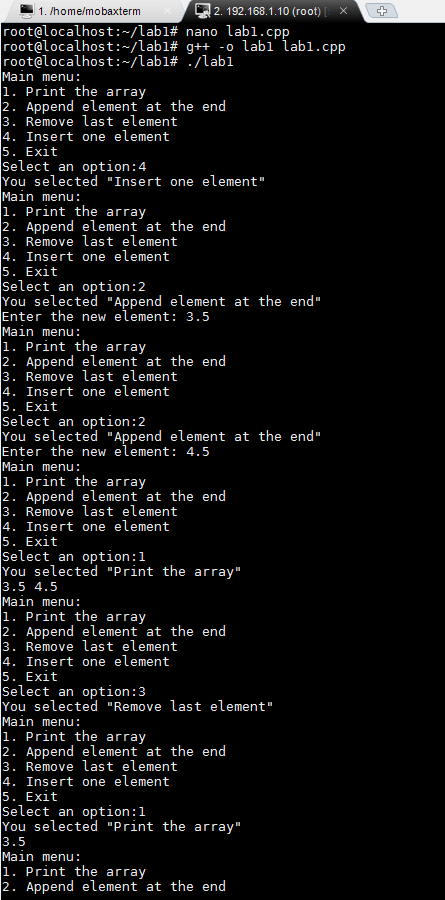 1. /home/mobaxterm
2. 192.168.1.10 (root)
root@localhost:~/lab1# nano lab1.cpp
root@localhost:~/lab1# g++ -o lab1 lab1.cpp
root@localhost:~/lab1# ./lab1
Main menu:
1. Print the array
2. Append element at the end
3. Remove last element
4. Insert one element
5. Exit
Select an option:4
You selected "Insert one element"
Main menu:
1. Print the array
2. Append element at the end
3. Remove last element
4. Insert one element
5. Exit
Select an option:2
You selected "Append element at the end"
Enter the new element: 3.5
Main menu:
1. Print the array
2. Append element at the end
3. Remove last element
4. Insert one element
5. Exit
Select an option:2
You selected "Append element at the end"
Enter the new element: 4.5
Main menu:
1. Print the array
2. Append element at the end
3. Remove last element
4. Insert one element
5. Exit
Select an option:1
You selected "Print the array"
3.5 4.5
Main menu:
1. Print the array
2. Append element at the end
3. Remove last element
4. Insert one element
5. Exit
Select an option:3
You selected "Remove last element"
Main menu:
1. Print the array
2. Append element at the end
3. Remove last element
4. Insert one element
5. Exit
Select an option:1
You selected "Print the array"
3.5
Main menu:
1. Print the array
2. Append element at the end